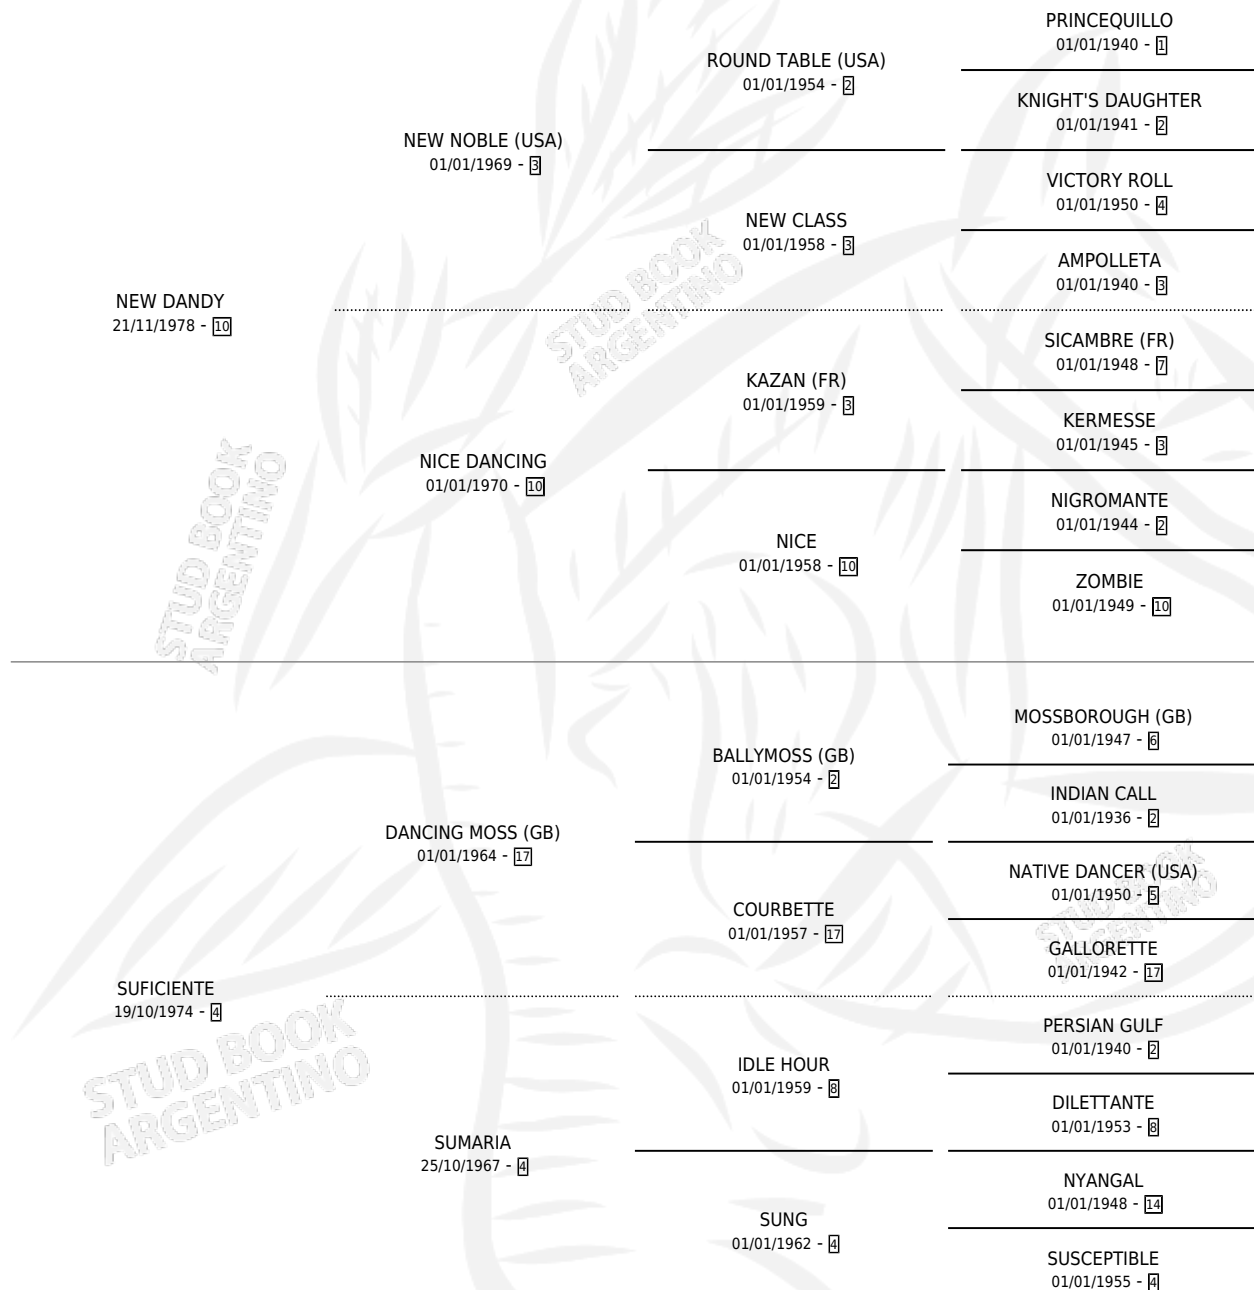 PRINCEQUILLO
01/01/1940 - 1
ROUND TABLE (USA)
01/01/1954 - 2
KNIGHT'S DAUGHTER
01/01/1941 - 2
NEW NOBLE (USA)
01/01/1969 - 3
VICTORY ROLL
01/01/1950 - 4
NEW CLASS
01/01/1958 - 3
AMPOLLETA
01/01/1940 - 3
NEW DANDY
21/11/1978 - 10
SICAMBRE (FR)
01/01/1948 - 7
KAZAN (FR)
01/01/1959 - 3
KERMESSE
01/01/1945 - 3
NICE DANCING
01/01/1970 - 10
NIGROMANTE
01/01/1944 - 2
NICE
01/01/1958 - 10
ZOMBIE
01/01/1949 - 10
STUD BOOK
ARGENTINO
STUD BOOK
ARGENTINO
MOSSBOROUGH (GB)
01/01/1947 - 6
BALLYMOSS (GB)
01/01/1954 - 2
INDIAN CALL
01/01/1936 - 2
DANCING MOSS (GB)
01/01/1964 - 17
NATIVE DANCER (USA)
01/01/1950 - 5
COURBETTE
01/01/1957 - 17
GALLORETTE
01/01/1942 - 17
SUFICIENTE
19/10/1974 - 4
PERSIAN GULF
01/01/1940 - 2
IDLE HOUR
01/01/1959 - 8
DILETTANTE
01/01/1953 - 8
SUMARIA
25/10/1967 - 4
NYANGAL
01/01/1948 - 14
SUNG
01/01/1962 - 4
SUSCEPTIBLE
01/01/1955 - 4
STUD BOOK
ARGENTINO
STUD BOOK
ARGENTINO